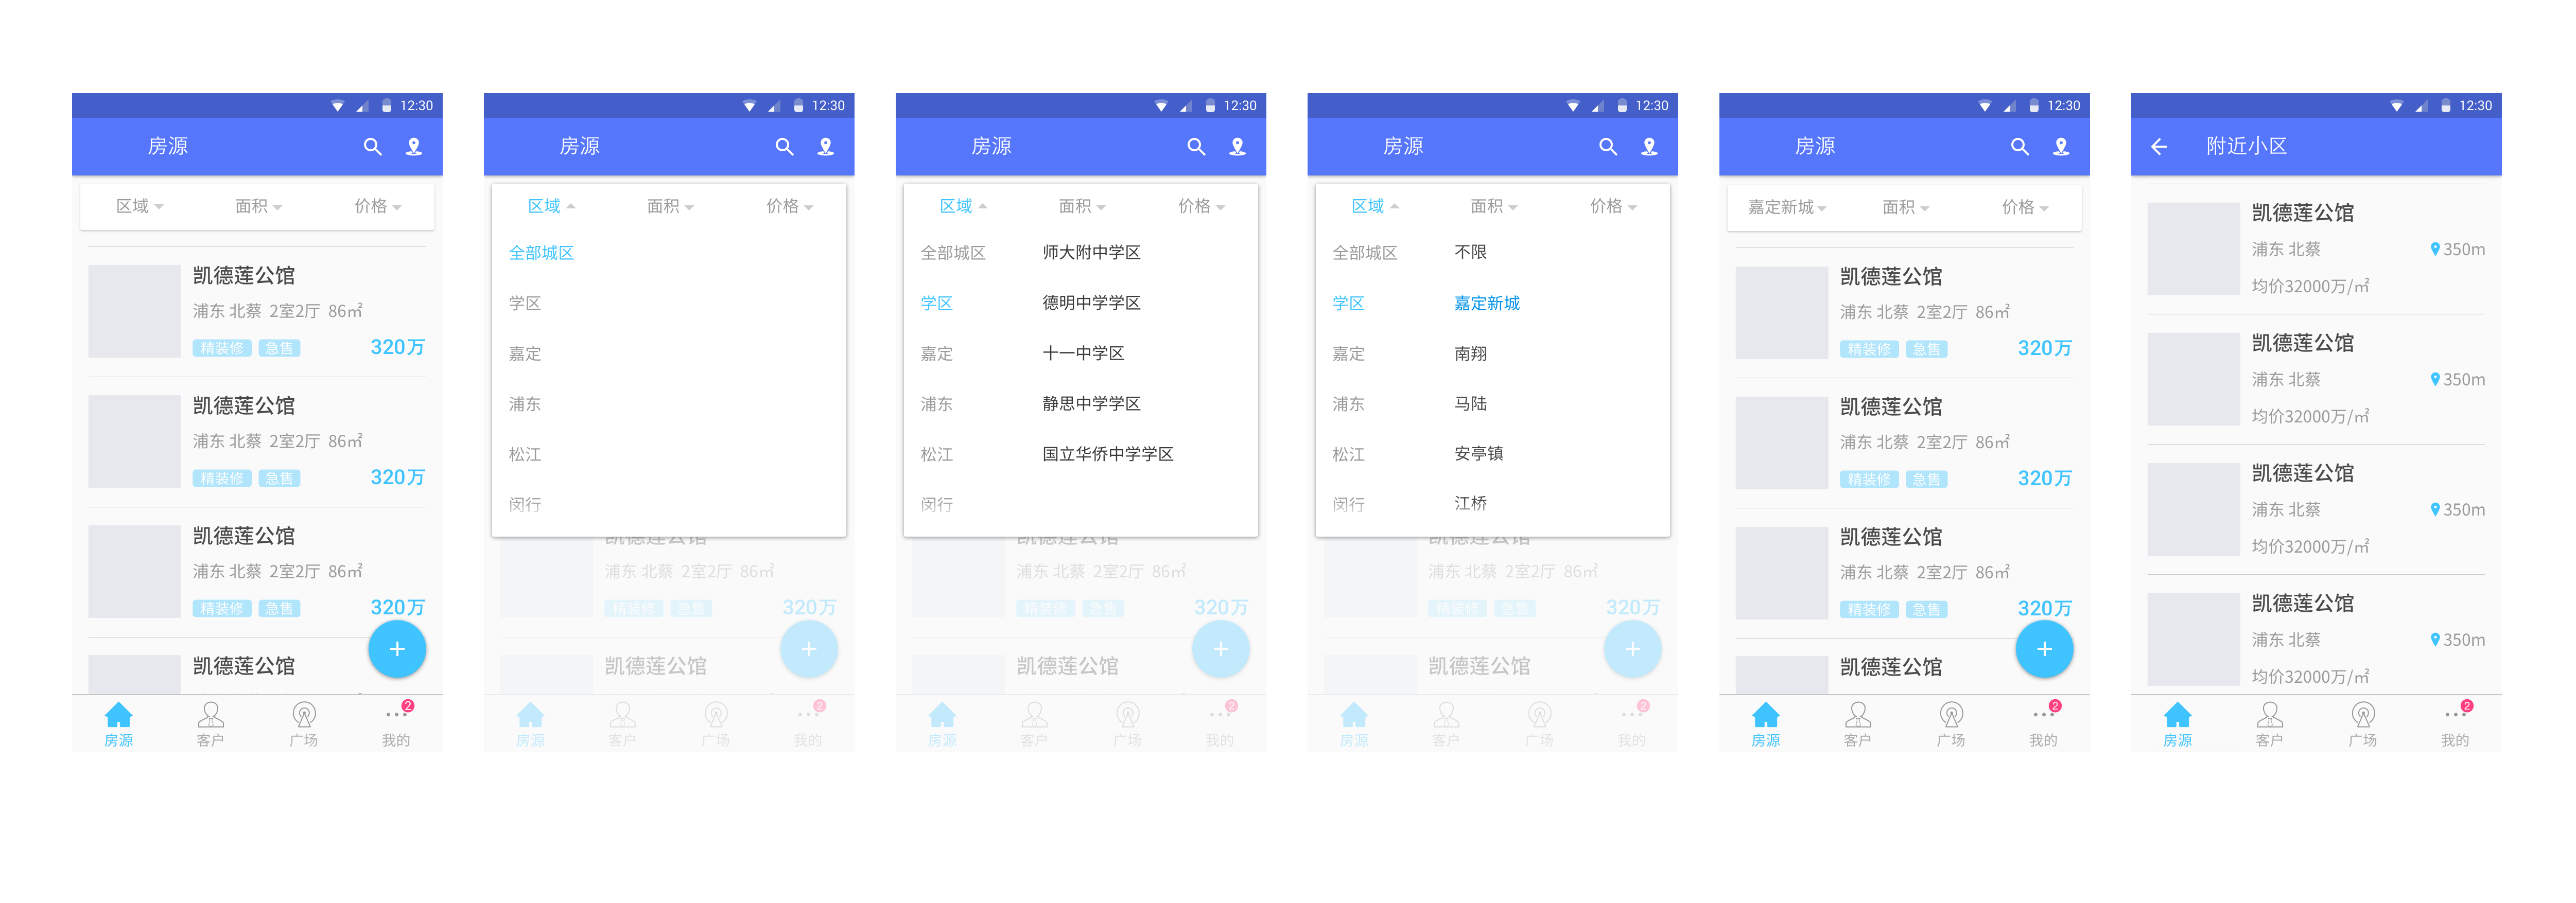 12:30
房源
区域 面积 价格
凯德莲公馆
浦东 北蔡 2室2厅 86㎡
精装修 急售 320万
凯德莲公馆
浦东 北蔡 2室2厅 86㎡
精装修 急售 320万
凯德莲公馆
浦东 北蔡 2室2厅 86㎡
精装修 急售 320万
凯德莲公馆
2
房源 客户 广场 我的
12:30
房源
区域 面积 价格
全部城区
学区
嘉定
浦东
松江
闵行
凯德莲公馆
浦东 北蔡 2室2厅 86㎡
精装修 急售 320万
凯德莲公馆
2
房源 客户 广场 我的
12:30
房源
区域 面积 价格
全部城区 师大附中学区
学区 德明中学学区
嘉定 十一中学区
浦东 静思中学学区
松江 国立华侨中学学区
闵行
凯德莲公馆
浦东 北蔡 2室2厅 86㎡
精装修 急售 320万
凯德莲公馆
2
房源 客户 广场 我的
12:30
房源
区域 面积 价格
全部城区 不限
学区 嘉定新城
嘉定 南翔
浦东 马陆
松江 安亭镇
闵行 江桥
凯德莲公馆
浦东 北蔡 2室2厅 86㎡
精装修 急售 320万
凯德莲公馆
2
房源 客户 广场 我的
12:30
房源
嘉定新城 面积 价格
凯德莲公馆
浦东 北蔡 2室2厅 86㎡
精装修 急售 320万
凯德莲公馆
浦东 北蔡 2室2厅 86㎡
精装修 急售 320万
凯德莲公馆
浦东 北蔡 2室2厅 86㎡
精装修 急售 320万
凯德莲公馆
2
房源 客户 广场 我的
12:30
附近小区
凯德莲公馆
浦东 北蔡 350m
均价32000万/㎡
凯德莲公馆
浦东 北蔡 350m
均价32000万/㎡
凯德莲公馆
浦东 北蔡 350m
均价32000万/㎡
凯德莲公馆
浦东 北蔡 350m
均价32000万/㎡
2
房源 客户 广场 我的